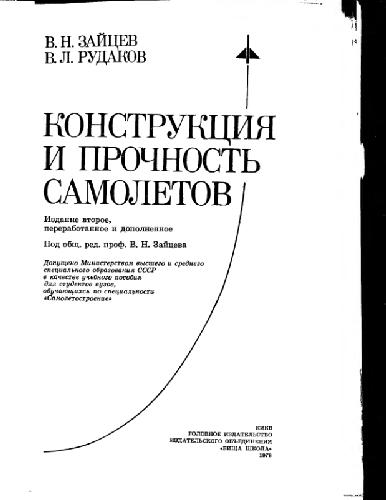 В. Н. ЗАЙЦЕВ
В. Л. РУДАКОВ
КОНСТРУКЦИЯ
И ПРОЧНОСТЬ
САМОЛЕТОВ
Издание второе,
переработанное и дополненное
Под общ. ред. проф. В. Н. Зайцева
Допущено Министерством высшего и среднего
специального образования СССР
в качестве учебного пособия
для студентов вузов,
обучающихся по специальности
«Самолетостроение»
КИЕВ
ГОЛОВНОЕ ИЗДАТЕЛЬСТВО
ИЗДАТЕЛЬСКОГО ОБЪЕДИНЕНИЯ
«ВИЩА ШКОЛА»
1978